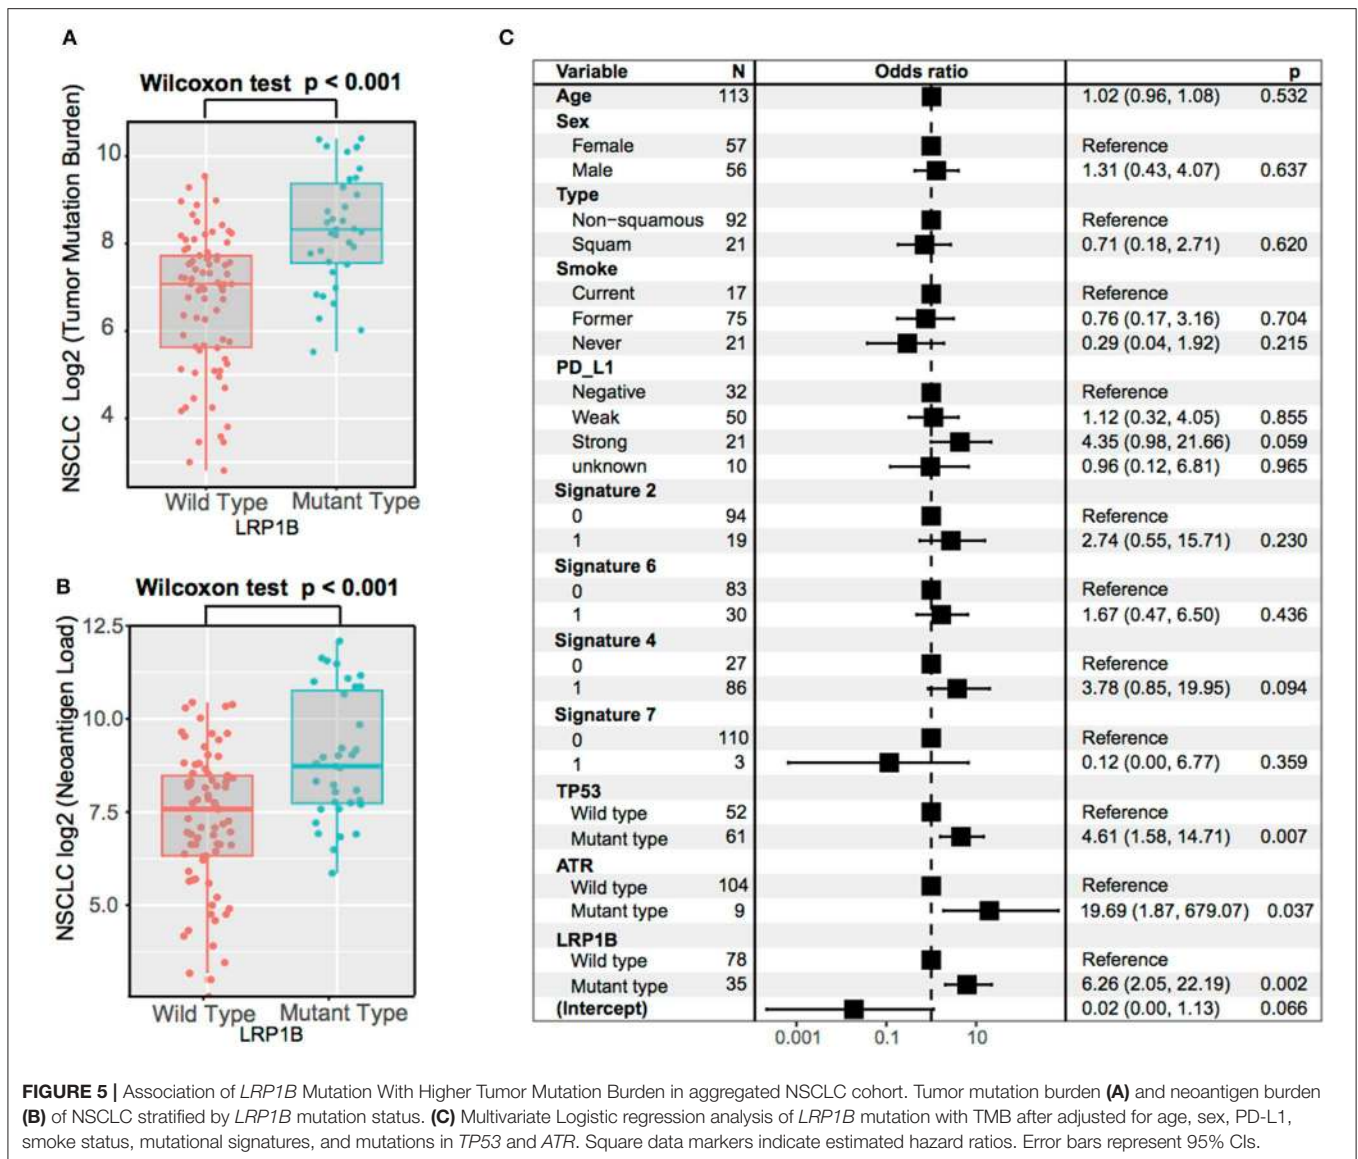 A
Wilcoxon test p < 0.001
NSCLC Log2 (Tumor Mutation Burden)
10
8
6
4
Wild Type Mutant Type
LRP1B
B
Wilcoxon test p < 0.001
NSCLC log2 (Neoantigen Load)
12.5
10.0
7.5
5.0
Wild Type Mutant Type
LRP1B
C
Variable N Odds ratio p
Age 113 1.02 (0.96, 1.08) 0.532
Sex
Female 57 Reference
Male 56 1.31 (0.43, 4.07) 0.637
Type
Non-squamous 92 Reference
Squam 21 0.71 (0.18, 2.71) 0.620
Smoke
Current 17 Reference
Former 75 0.76 (0.17, 3.16) 0.704
Never 21 0.29 (0.04, 1.92) 0.215
PD_L1
Negative 32 Reference
Weak 50 1.12 (0.32, 4.05) 0.855
Strong 21 4.35 (0.98, 21.66) 0.059
unknown 10 0.96 (0.12, 6.81) 0.965
Signature 2
0 94 Reference
1 19 2.74 (0.55, 15.71) 0.230
Signature 6
0 83 Reference
1 30 1.67 (0.47, 6.50) 0.436
Signature 4
0 27 Reference
1 86 3.78 (0.85, 19.95) 0.094
Signature 7
0 110 Reference
1 3 0.12 (0.00, 6.77) 0.359
TP53
Wild type 52 Reference
Mutant type 61 4.61 (1.58, 14.71) 0.007
ATR
Wild type 104 Reference
Mutant type 9 19.69 (1.87, 679.07) 0.037
LRP1B
Wild type 78 Reference
Mutant type 35 6.26 (2.05, 22.19) 0.002
(Intercept) 0.02 (0.00, 1.13) 0.066
0.001 0.1 10
FIGURE 5 | Association of LRP1B Mutation With Higher Tumor Mutation Burden in aggregated NSCLC cohort. Tumor mutation burden (A) and neoantigen burden
(B) of NSCLC stratified by LRP1B mutation status. (C) Multivariate Logistic regression analysis of LRP1B mutation with TMB after adjusted for age, sex, PD-L1,
smoke status, mutational signatures, and mutations in TP53 and ATR. Square data markers indicate estimated hazard ratios. Error bars represent 95% CIs.